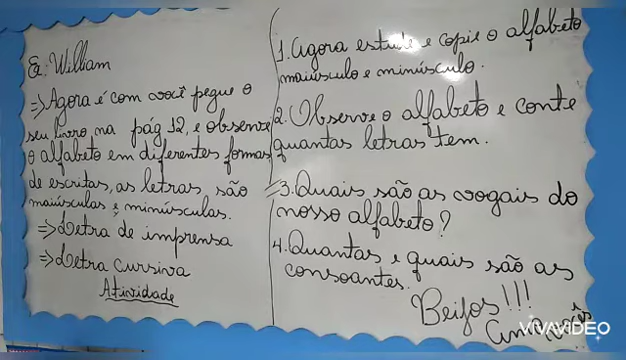 Ex: William
⇒ Agora é com você pegue o
seu livro, na pág 12, e observe
o alfabeto em diferentes formas
de escritas, as letras, são
maiúsculas e minúsculas.
⇒ Letra de imprensa
⇒ Letra cursiva
Atividade
1. Agora estude e copie o alfabeto
maiúsculo e minúsculo.
2. Observe o alfabeto e conte
quantas letras tem.
3. Quais são as vogais do
nosso alfabeto?
4. Quantas e quais são as
consoantes.
Beijos!!!
VIVAVIDEO